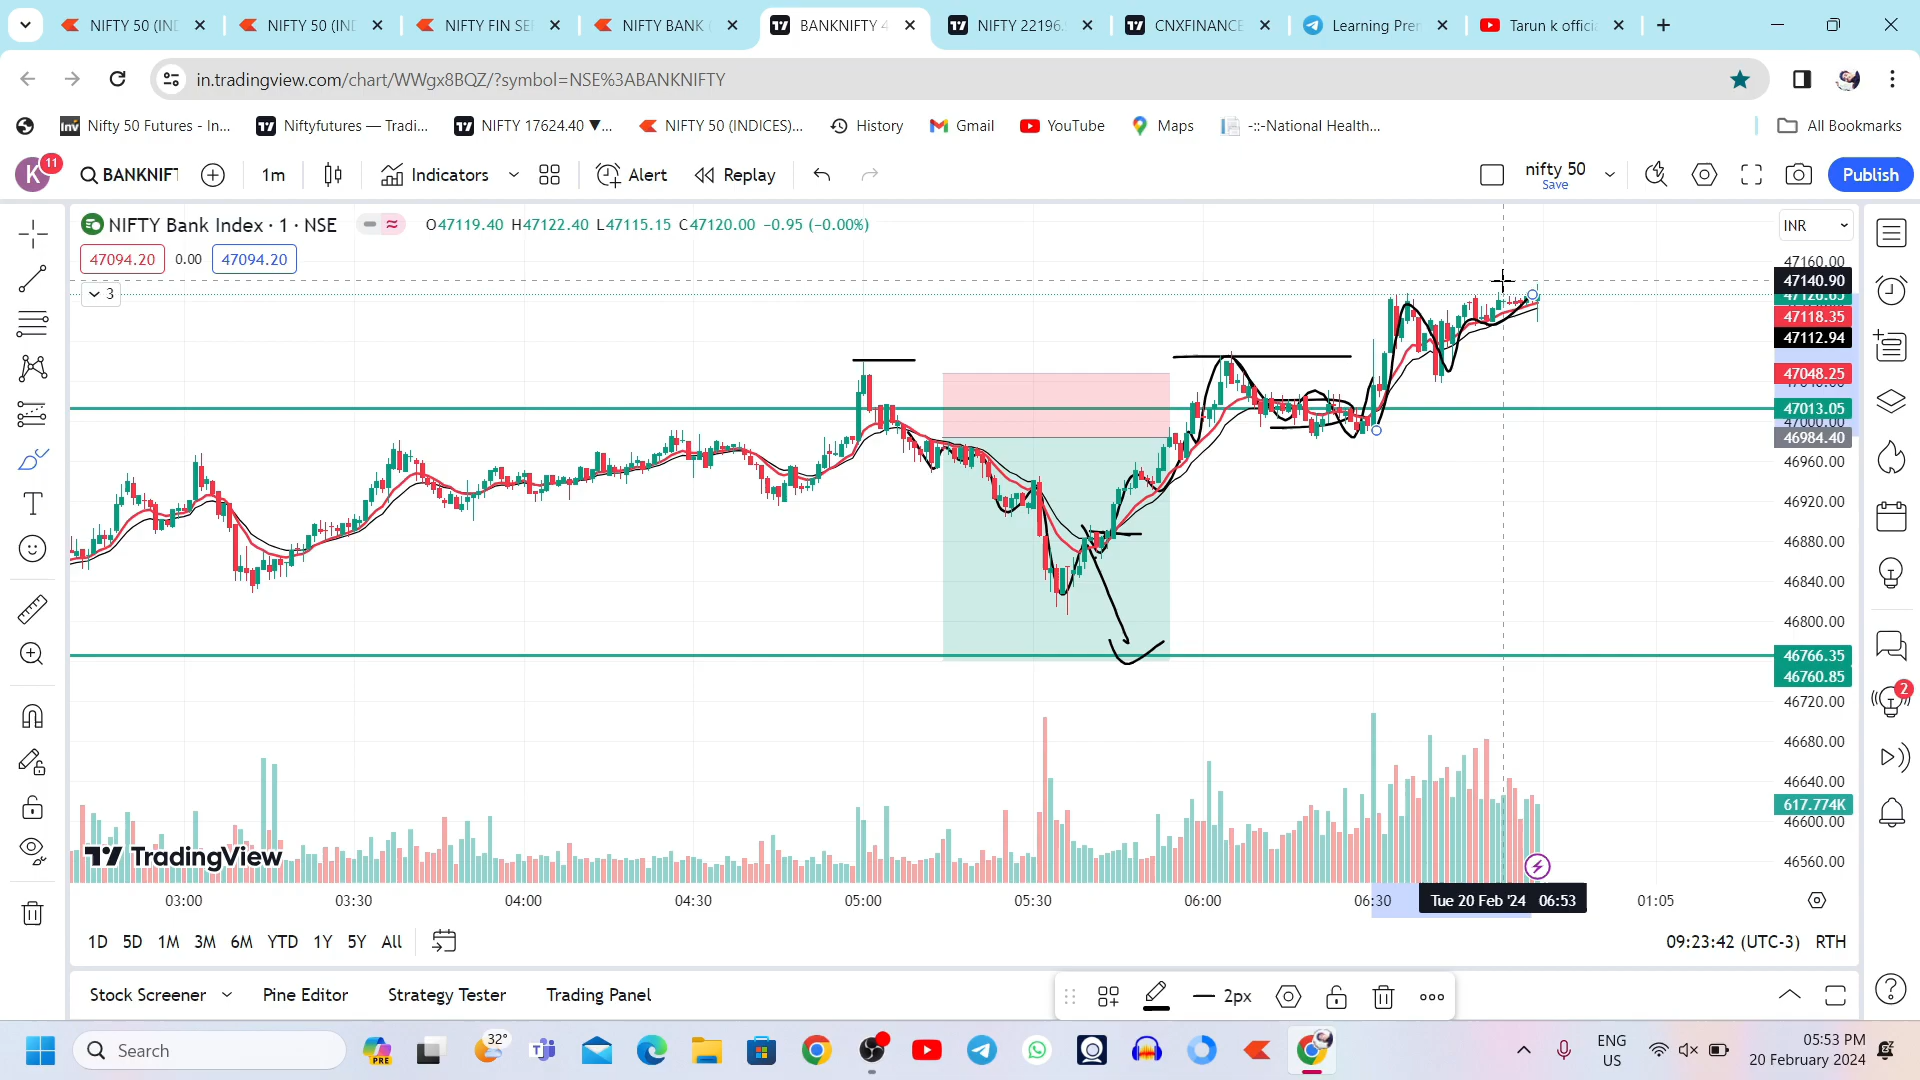 NIFTY 50 (IND
NIFTY 50 (IND
NIFTY FIN SE
NIFTY BANK
BANKNIFTY 4
NIFTY 22196.
CNXFINANCE
Learning Pre
Tarun k offici
in.tradingview.com/chart/WWgx8BQZ/?symbol=NSE%3ABANKNIFTY
Nifty 50 Futures - In...
Niftyfutures — Tradi...
NIFTY 17624.40 ▼...
NIFTY 50 (INDICES)...
History
Gmail
YouTube
Maps
-::-National Health...
All Bookmarks
K 11
BANKNIFT
1m
Indicators
Alert
Replay
nifty 50
Save
Publish
NIFTY Bank Index · 1 · NSE
O47119.40 H47122.40 L47115.15 C47120.00 −0.95 (−0.00%)
INR
47094.20 0.00 47094.20
3
47160.00
47140.90
47118.35
47112.94
47048.25
47013.05
46984.40
46960.00
46920.00
46880.00
46840.00
46800.00
46766.35
46760.85
46720.00
46680.00
46640.00
617.774K
46600.00
46560.00
2
TradingView
03:00 03:30 04:00 04:30 05:00 05:30 06:00 06:30 Tue 20 Feb '24 06:53 01:05
1D 5D 1M 3M 6M YTD 1Y 5Y All
09:23:42 (UTC-3) RTH
Stock Screener Pine Editor Strategy Tester Trading Panel
2px
Search
PRE
32°
ENG
US
05:53 PM
20 February 2024